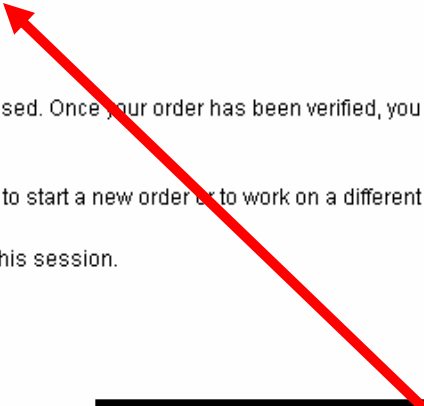 sed. Once your order has been verified, you
to start a new order or to work on a different
his session.